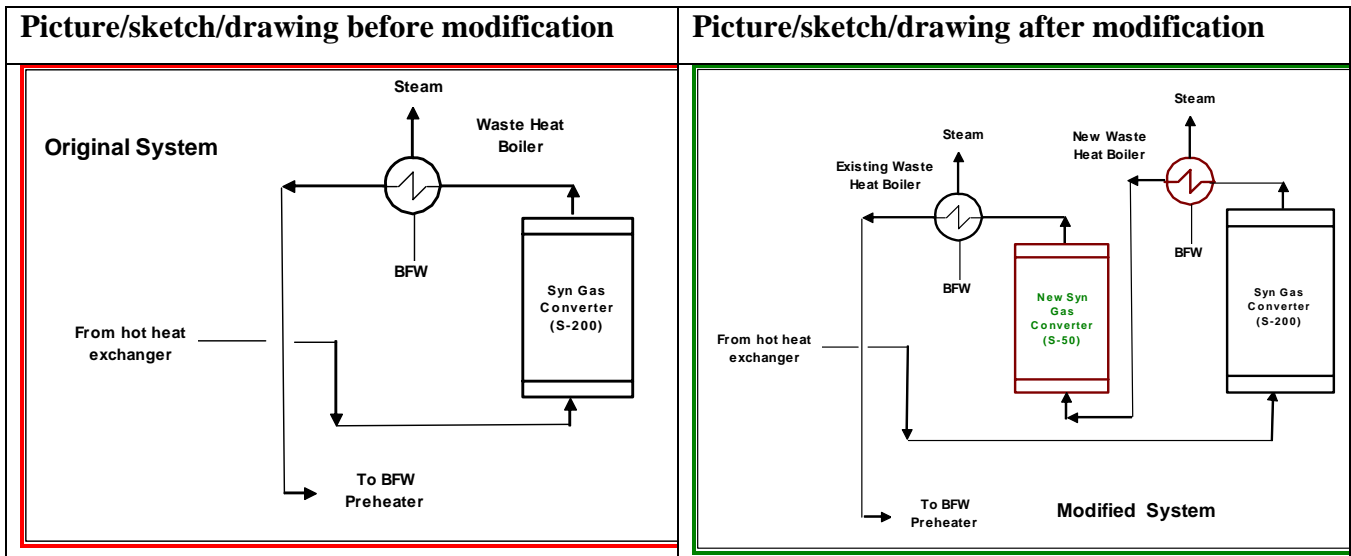 Picture/sketch/drawing before modification
Steam
Waste Heat
Boiler
Original System
BFW
Syn Gas
Converter
(S-200)
From hot heat
exchanger
To BFW
Preheater
Picture/sketch/drawing after modification
Steam
New Waste
Heat Boiler
Steam
Existing Waste
Heat Boiler
BFW
BFW
New Syn
Gas
Converter
(S-50)
Syn Gas
Converter
(S-200)
From hot heat
exchanger
To BFW
Preheater
Modified System